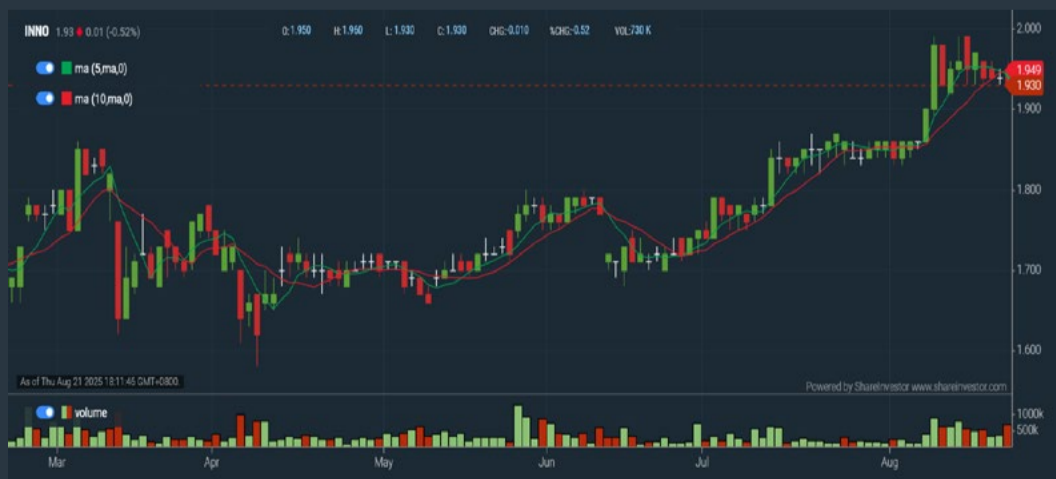 INNO 1.93 0.01 (-0.52%) O: 1.950 H: 1.960 L: 1.930 C: 1.930 CHG:-0.010 %CHG:-0.52 VOL:730 K
ma (5,ma,0)
ma (10,ma,0)
2.000
1.949
1.930
1.900
1.800
1.700
1.600
As of Thu Aug 21 2025 18:11:46 GMT+0800
Powered by ShareInvestor www.shareinvestor.com
volume
1000k
500k
Mar Apr May Jun Jul Aug